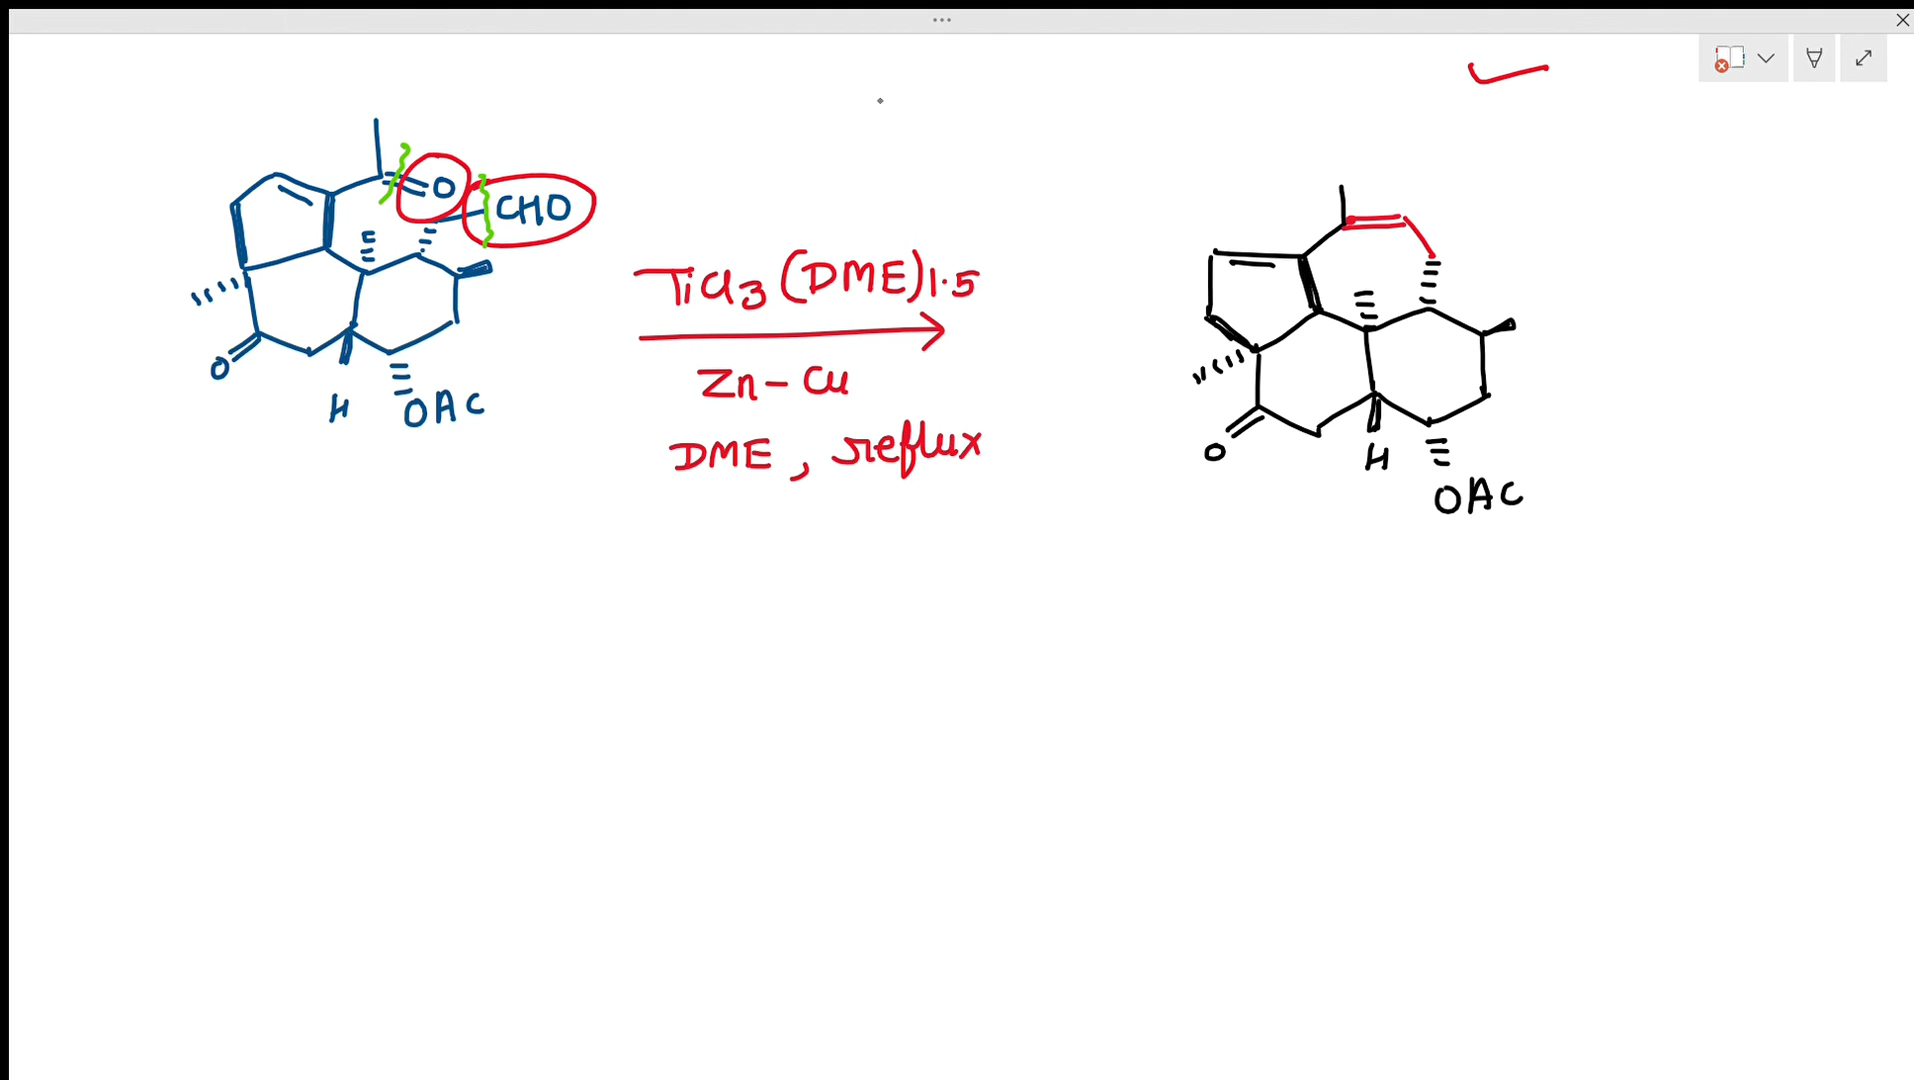 O
CHO
O
H
OAC
TiCl3 (DME)1.5
Zn-Cu
DME, reflux
O
H
OAC